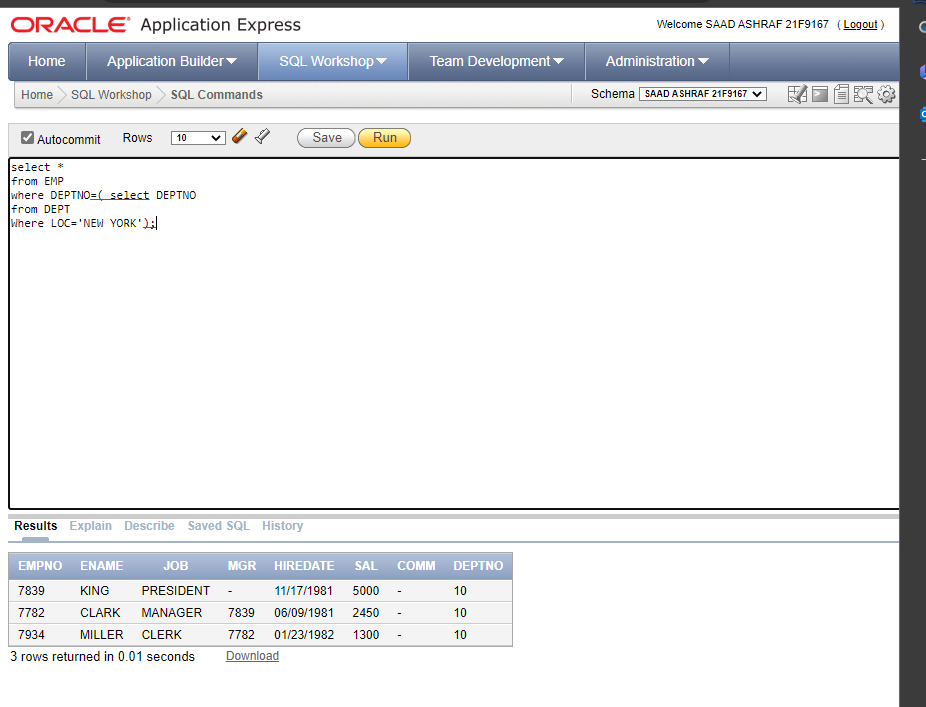 ORACLE® Application Express
Welcome SAAD ASHRAF 21F9167 ( Logout )
Home Application Builder SQL Workshop Team Development Administration
Home SQL Workshop SQL Commands Schema SAAD ASHRAF 21F9167
Autocommit Rows 10 Save Run
select *
from EMP
where DEPTNO=( select DEPTNO
from DEPT
Where LOC='NEW YORK');
Results Explain Describe Saved SQL History
EMPNO ENAME JOB MGR HIREDATE SAL COMM DEPTNO
7839 KING PRESIDENT - 11/17/1981 5000 - 10
7782 CLARK MANAGER 7839 06/09/1981 2450 - 10
7934 MILLER CLERK 7782 01/23/1982 1300 - 10
3 rows returned in 0.01 seconds Download